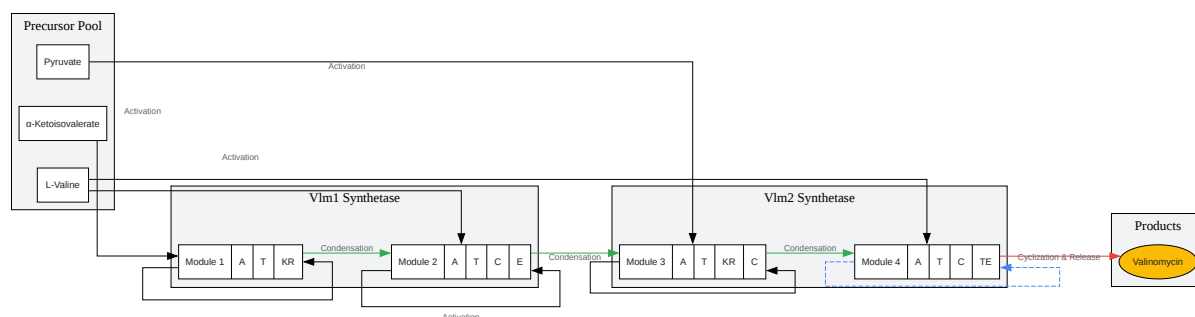 Precursor Pool
Pyruvate
Activation
α-Ketoisovalerate
Activation
Activation
L-Valine
Vlm1 Synthetase
Vlm2 Synthetase
Products
Module 1 A T KR
Condensation
Module 2 A T C E
Condensation
Module 3 A T KR C
Condensation
Module 4 A T C TE
Cyclization & Release
Valinomycin
Activation